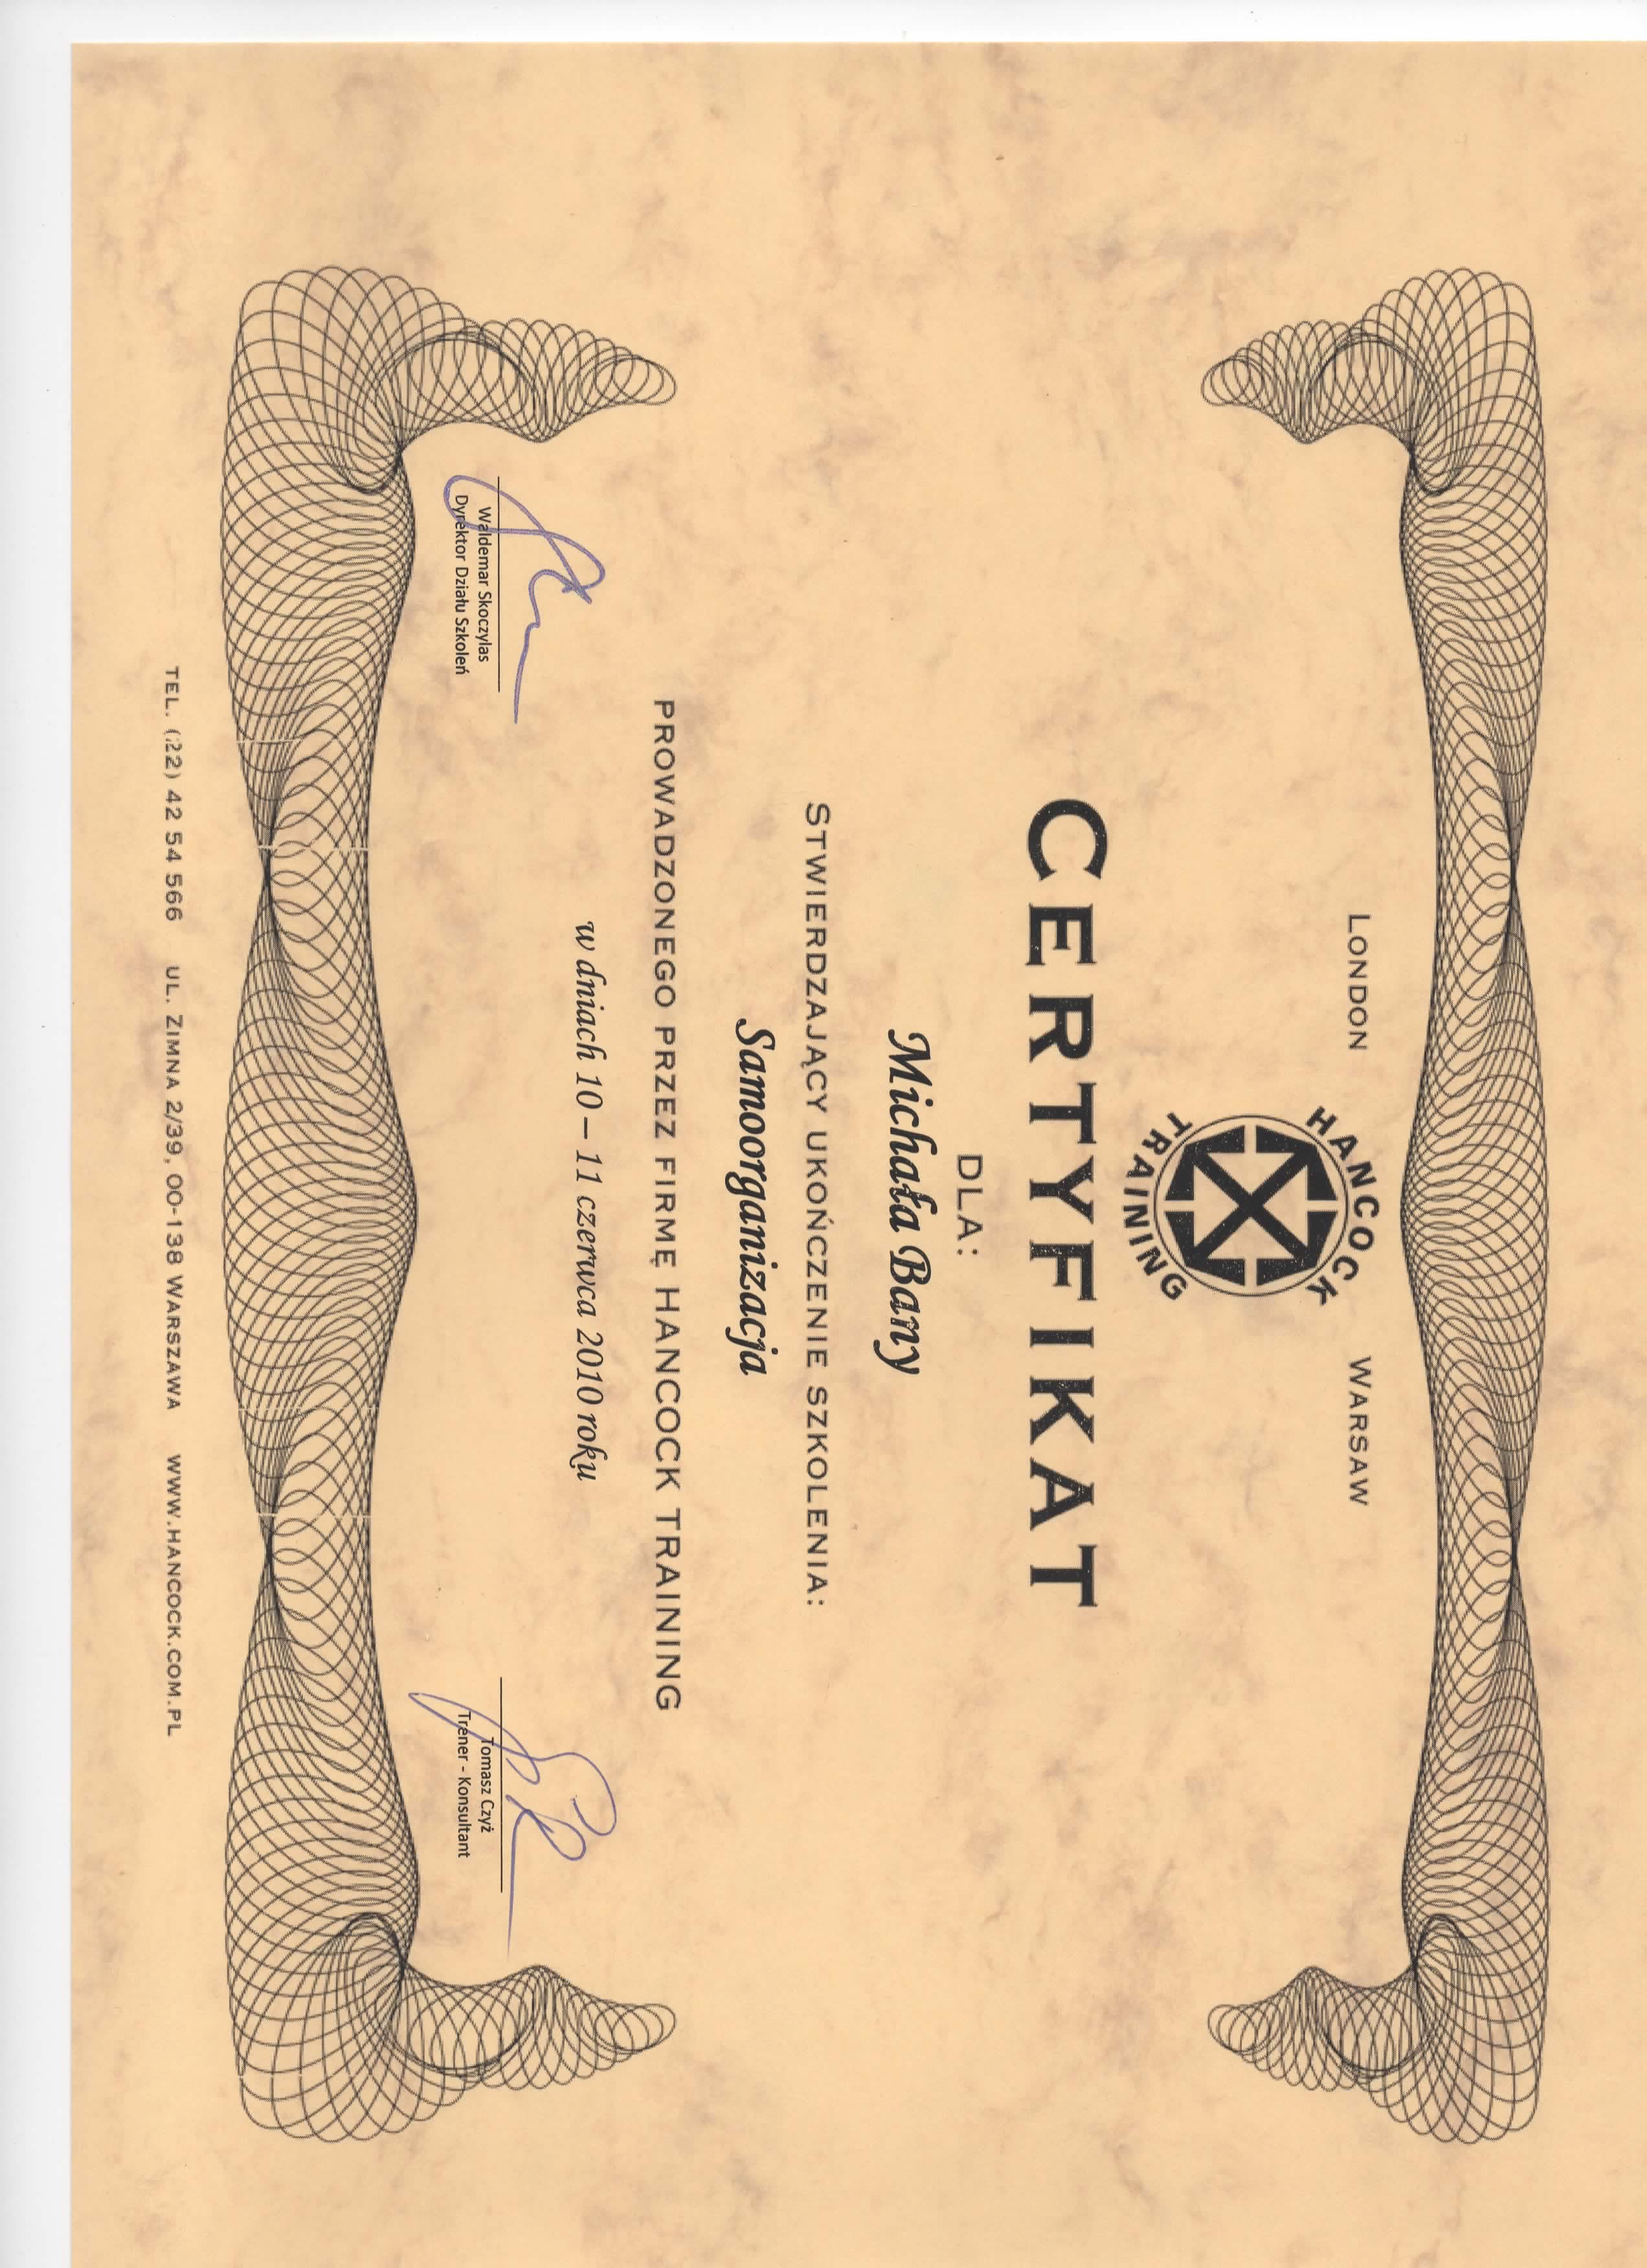 London
Warsaw
HANCOCK
TRAINING
CERTYFIKAT
DLA:
Michała Bany
STWIERDZAJĄCY UKOŃCZENIE SZKOLENIA:
Samoorganizacja
PROWADZONEGO PRZEZ FIRMĘ HANCOCK TRAINING
w dniach 10 – 11 czerwca 2010 roku
Waldemar Skoczylas
Dyrektor Działu Szkoleń
Tomasz Czyż
Trener - Konsultant
TEL. (22) 42 54 566 UL. ZIMNA 2/39, 00-138 WARSZAWA WWW.HANCOCK.COM.PL